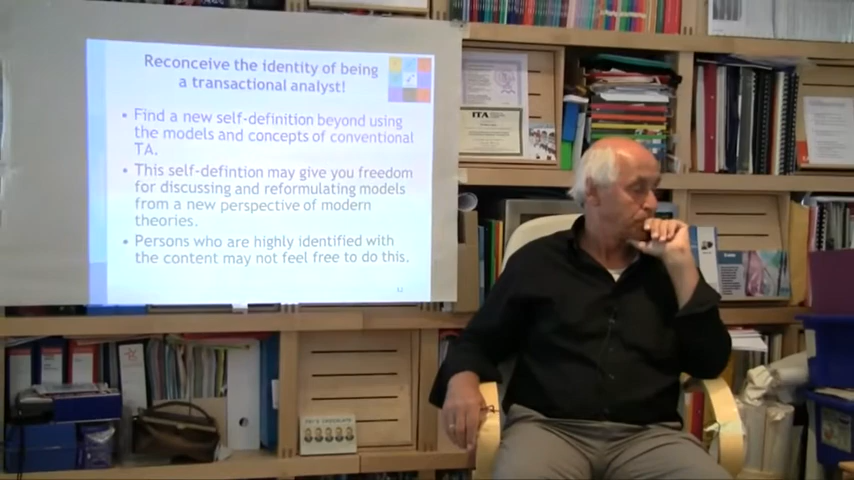 Reconceive the identity of being
a transactional analyst!
• Find a new self-definition beyond using
the models and concepts of conventional
TA.
• This self-defintion may give you freedom
for discussing and reformulating models
from a new perspective of modern
theories.
• Persons who are highly identified with
the content may not feel free to do this.
12
ITA